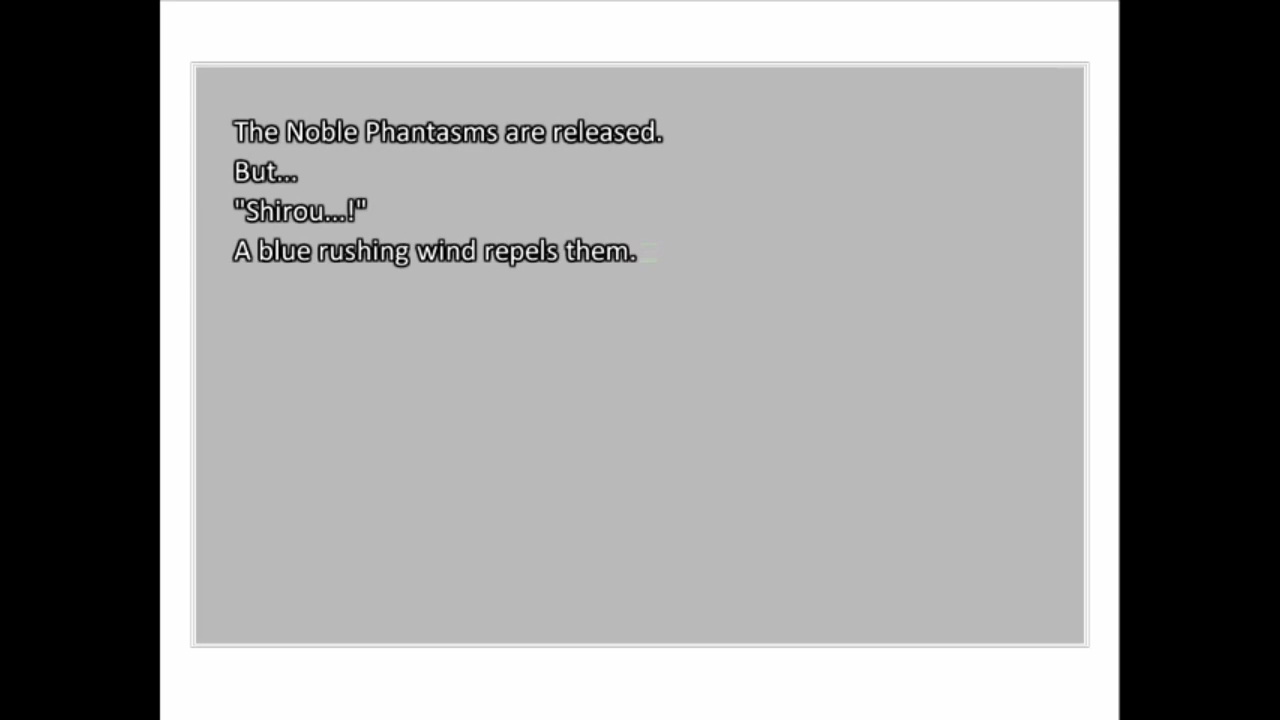 The Noble Phantasms are released.
But...
"Shirou...!"
A blue rushing wind repels them.